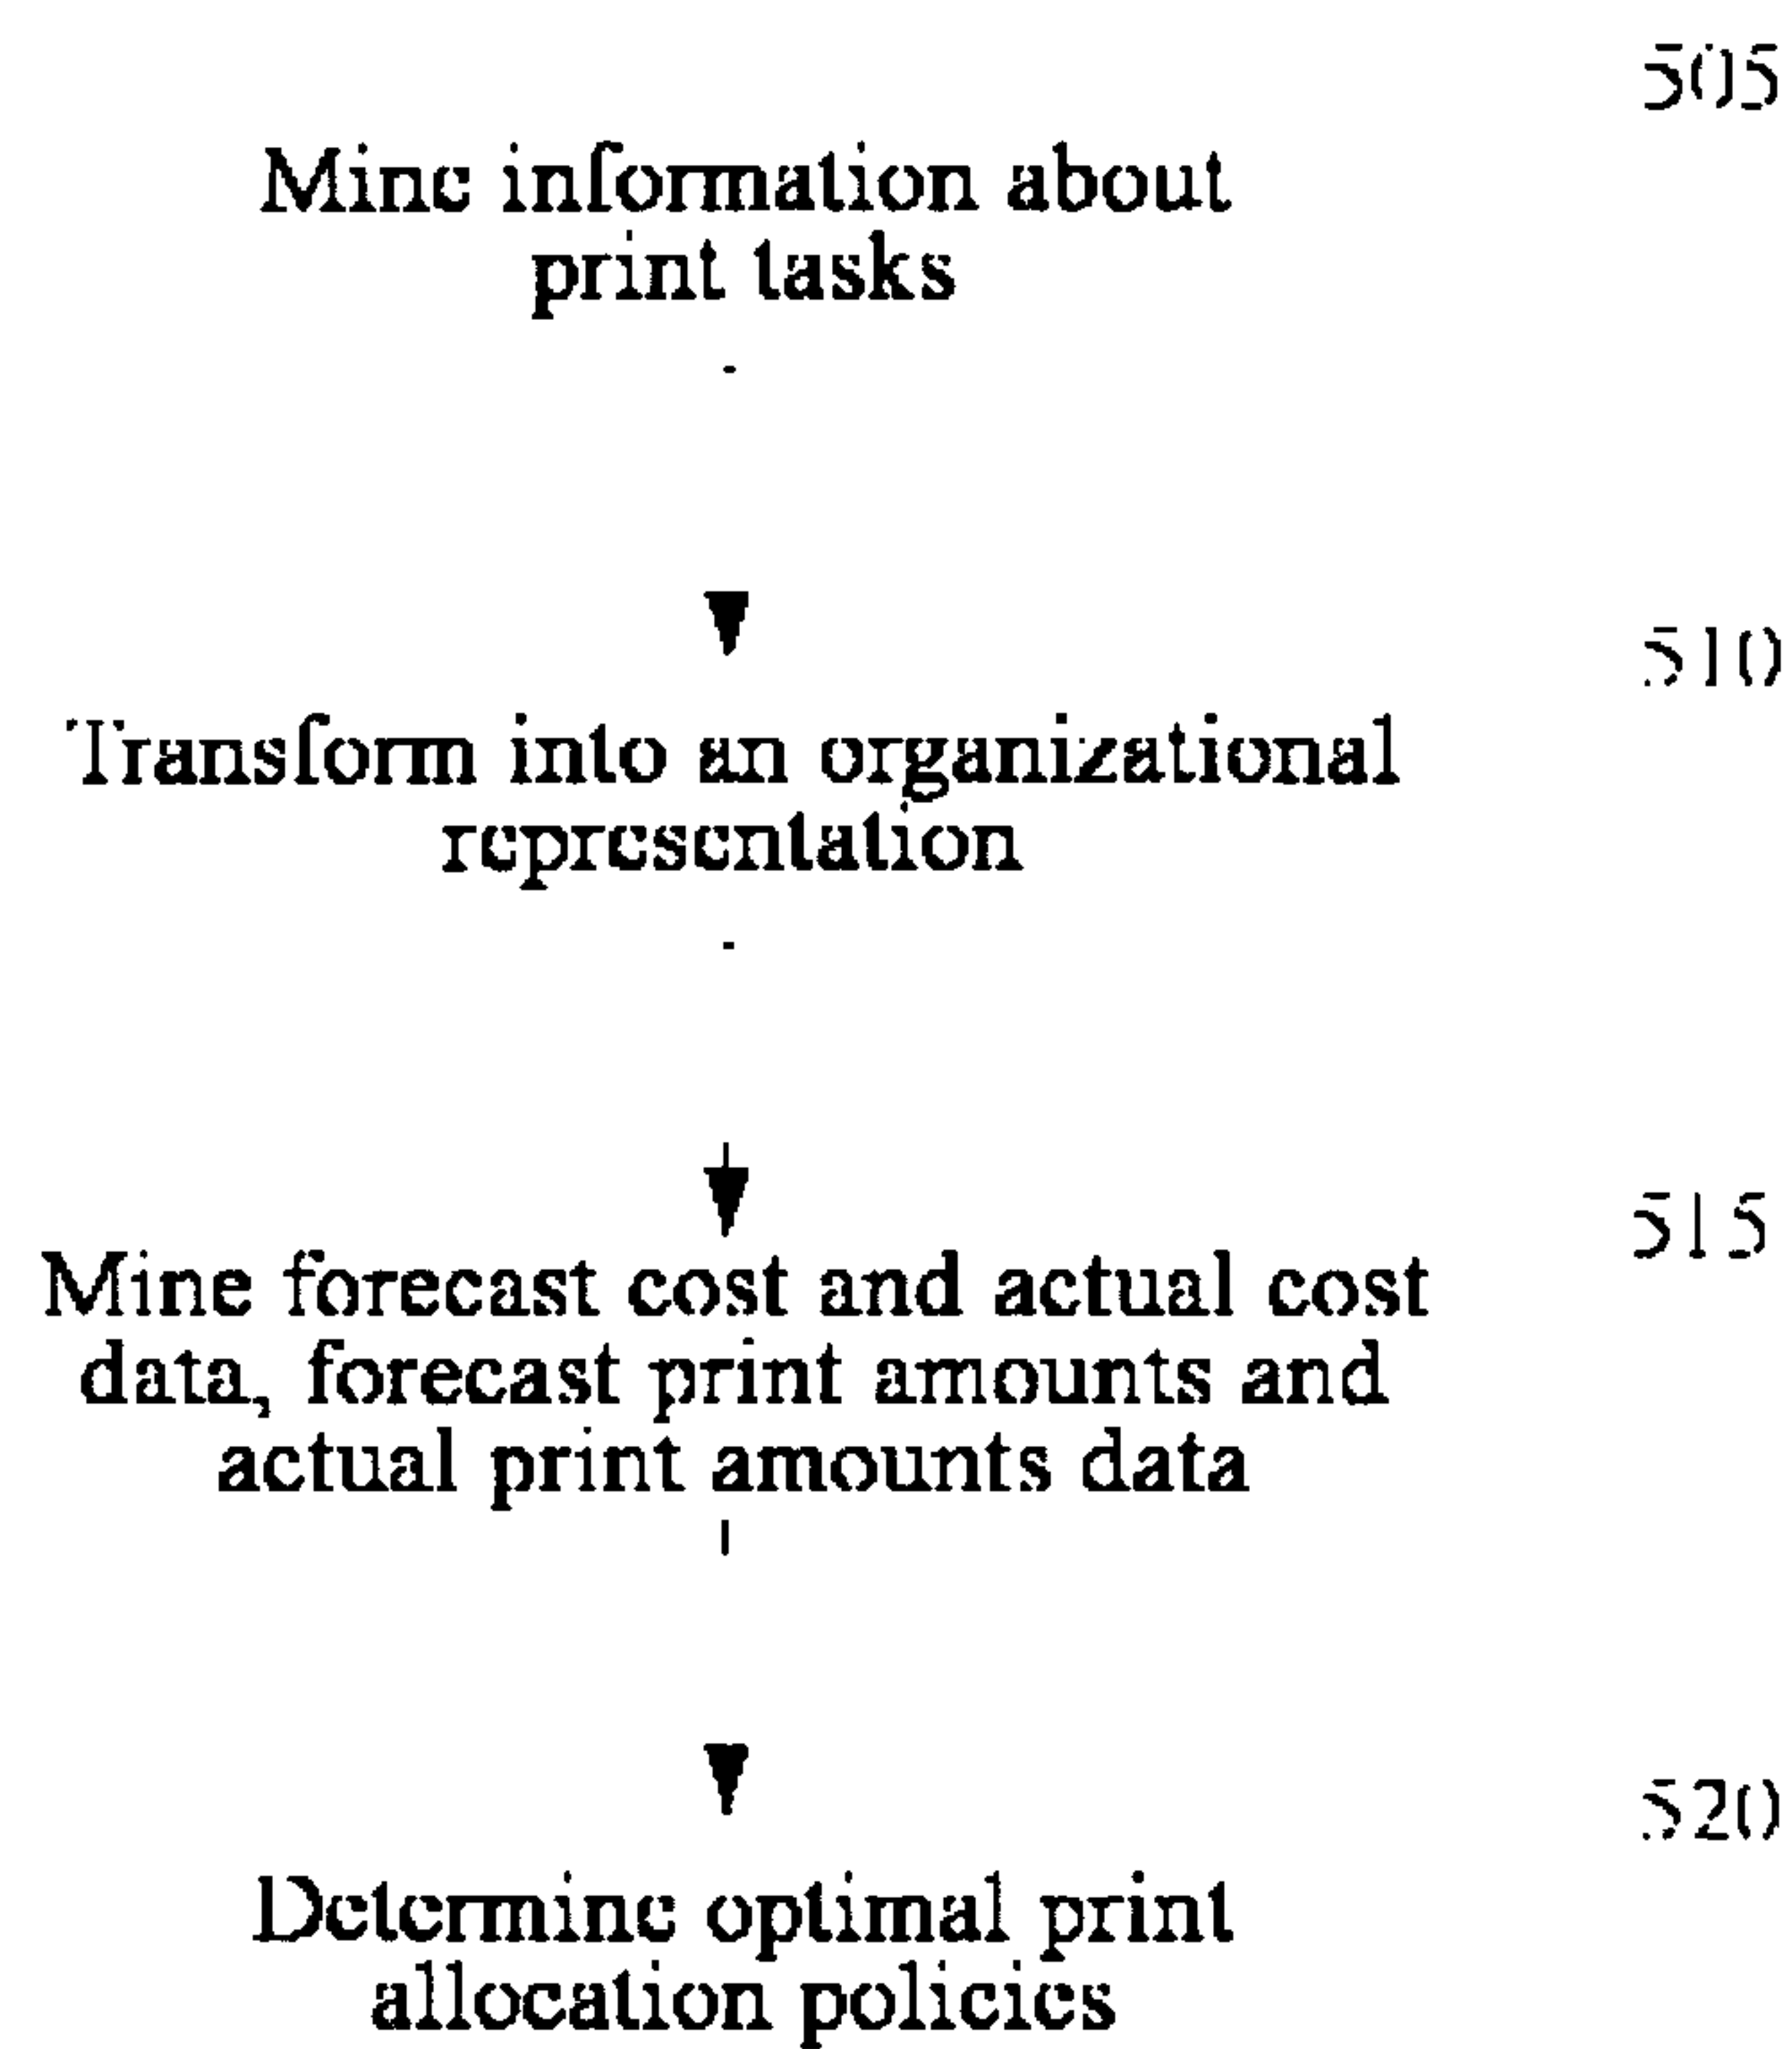 505
Mine information about
print tasks
510
Transform into an organizational
representation
515
Mine forecast cost and actual cost
data, forecast print amounts and
actual print amounts data
520
Determine optimal print
allocation policies